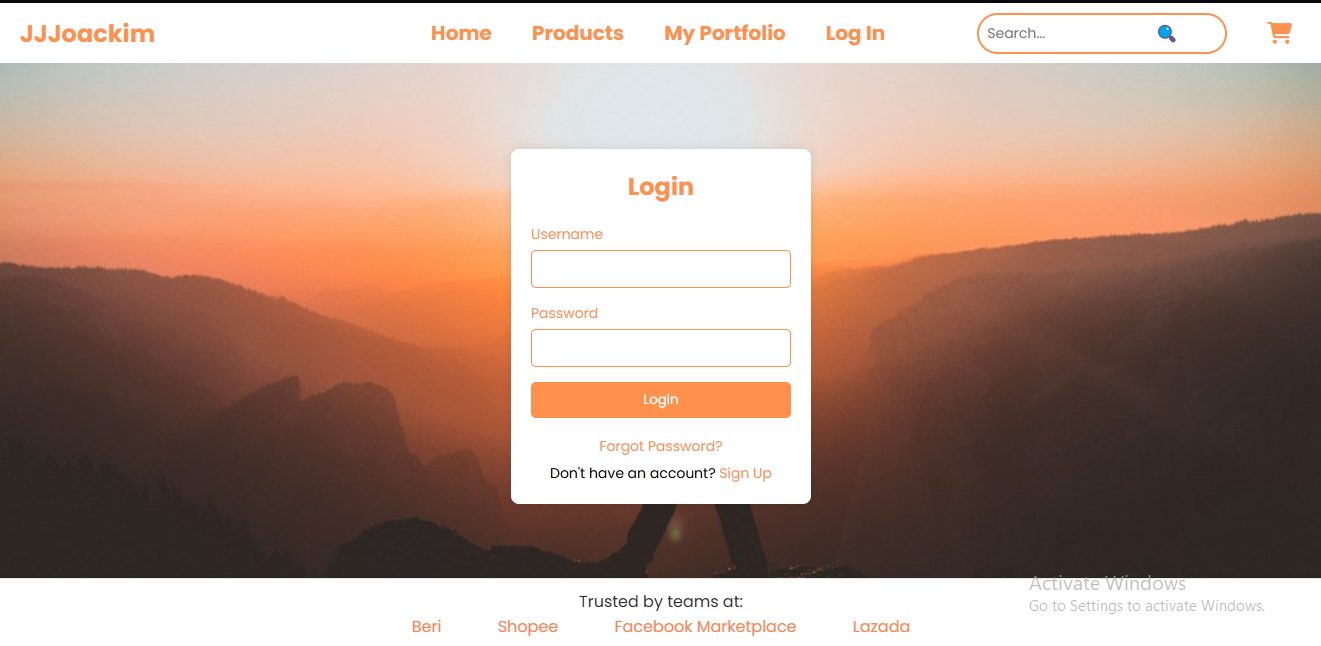 JJJoackim
Home Products My Portfolio Log In
Search...
Login
Username
Password
Login
Forgot Password?
Don't have an account? Sign Up
Trusted by teams at:
Beri Shopee Facebook Marketplace Lazada
Activate Windows
Go to Settings to activate Windows.